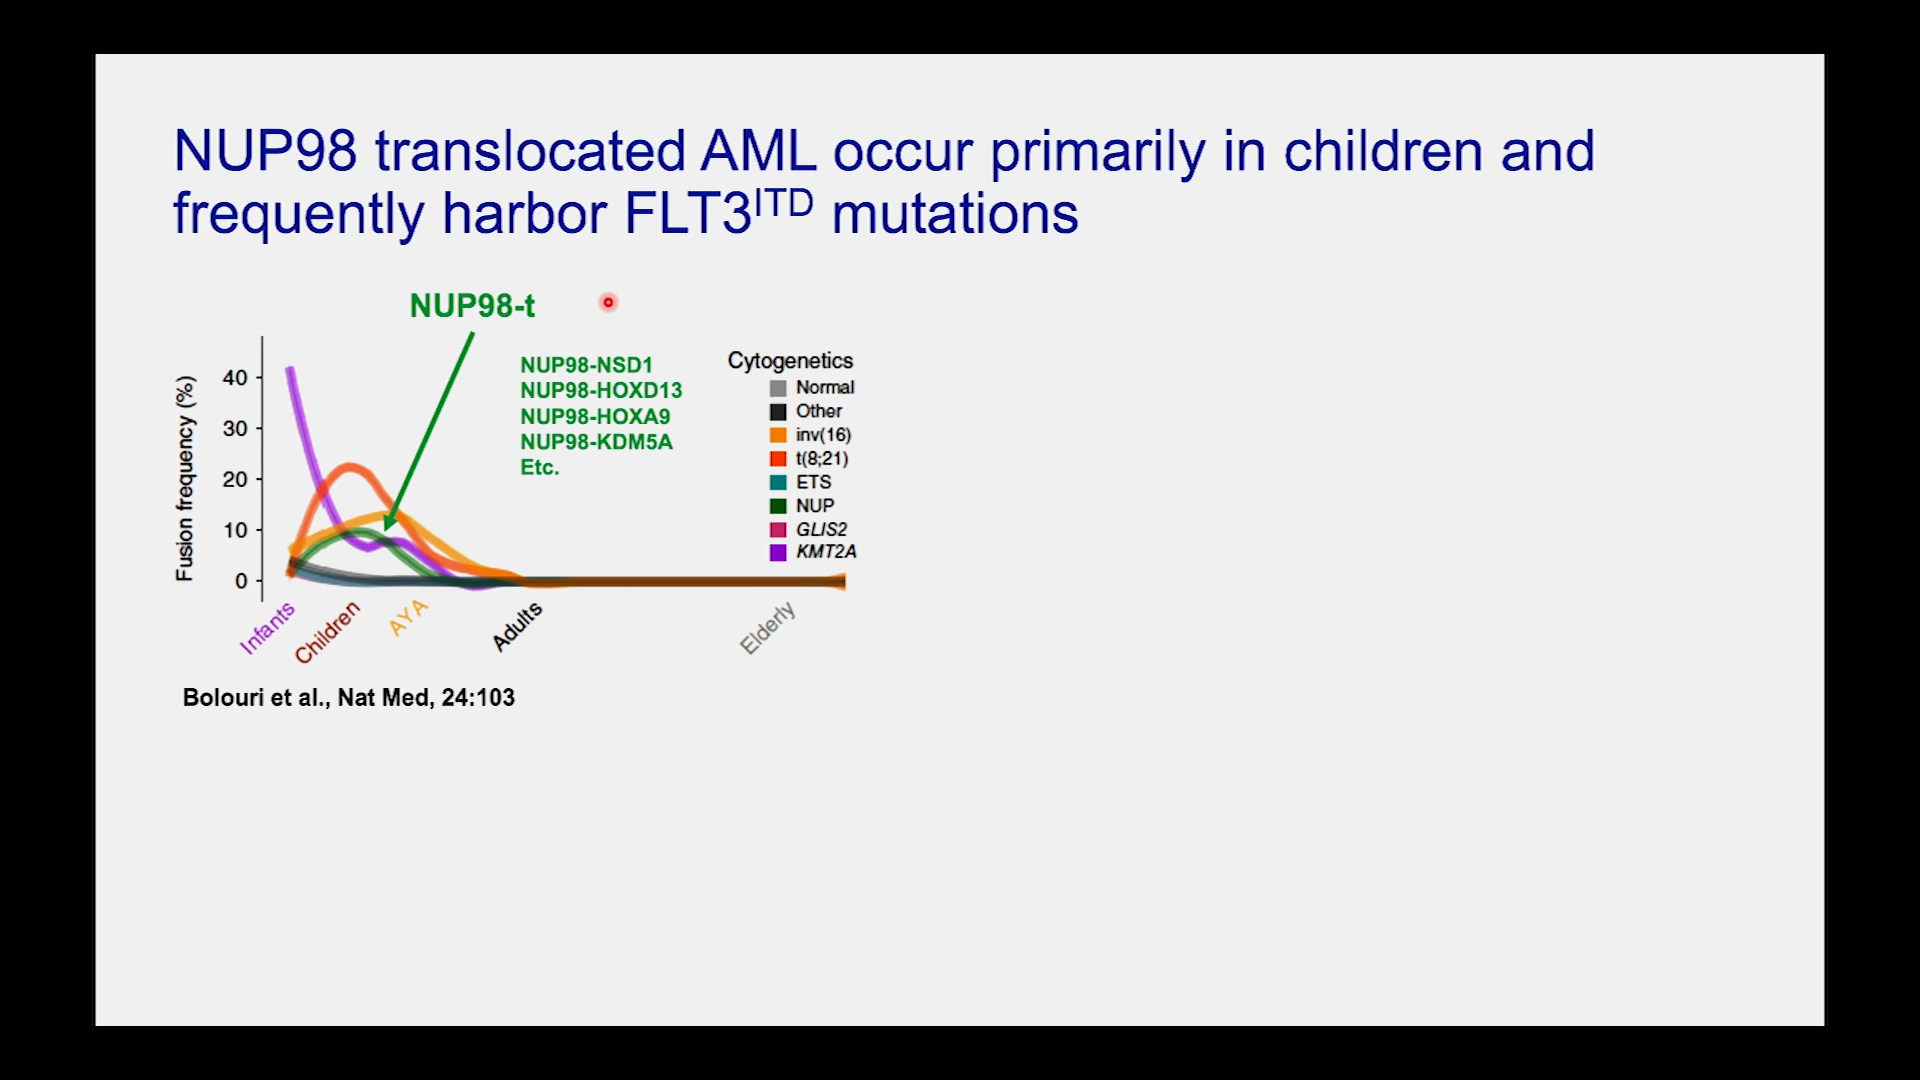 NUP98 translocated AML occur primarily in children and
frequently harbor FLT3ITD mutations
NUP98-t
NUP98-NSD1
NUP98-HOXD13
NUP98-HOXA9
NUP98-KDM5A
Etc.
Cytogenetics
Normal
Other
inv(16)
t(8;21)
ETS
NUP
GLIS2
KMT2A
Fusion frequency (%)
40
30
20
10
0
Infants
Children
AYA
Adults
Elderly
Bolouri et al., Nat Med, 24:103